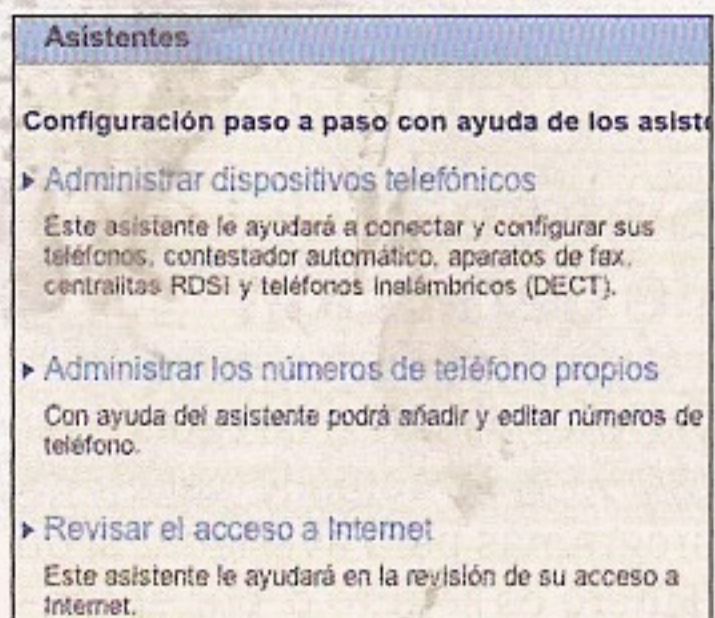 Asistentes
Configuración paso a paso con ayuda de los
Administrar dispositivos telefónicos
Este asistente le ayudará a conectar y configurar sus
teléfonos, contestador automático, aparatos de fax,
centralitas RDSI y teléfonos inalámbricos (DECT).
Administrar los números de teléfono propios
Con ayuda del asistente podrá añadir y editar números de
teléfono.
Revisar el acceso a Internet
Este asistente le ayudará en la revisión de su acceso a
Internet.